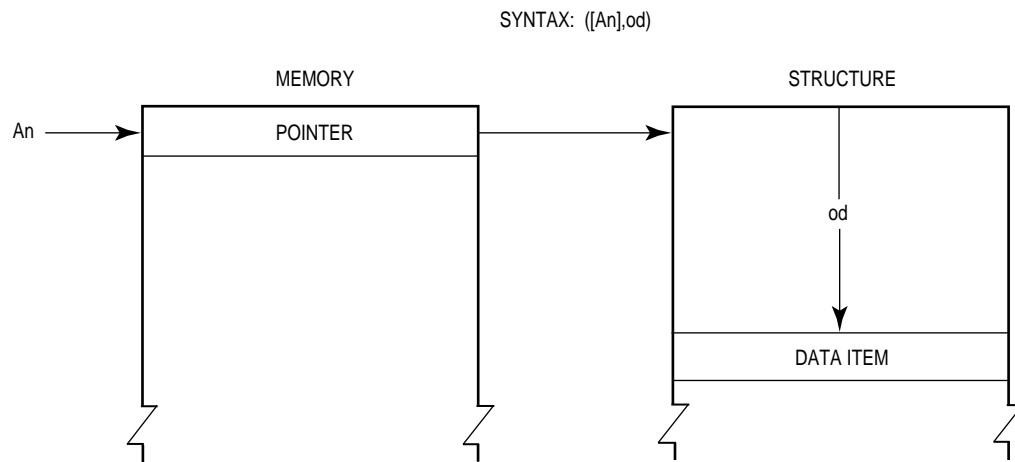 SYNTAX: ([An],od)
MEMORY
STRUCTURE
An
POINTER
od
DATA ITEM